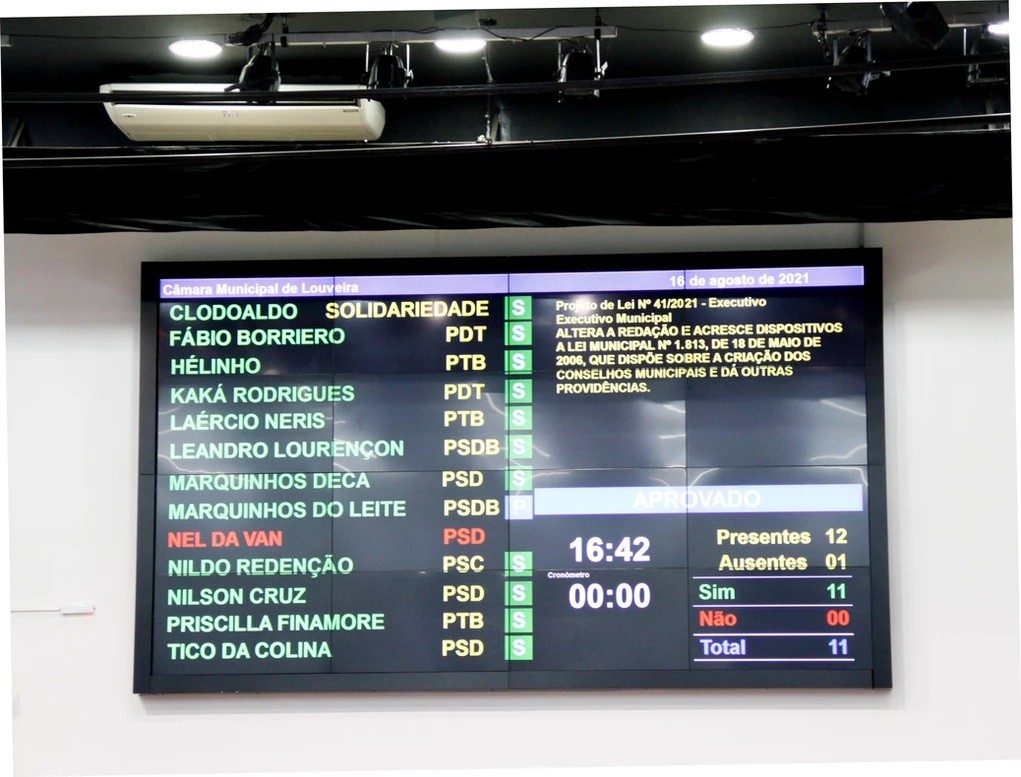 Câmara Municipal de Louveira 16 de agosto de 2021
CLODOALDO SOLIDARIEDADE S
FÁBIO BORRIERO PDT S
HÉLINHO PTB S
KAKÁ RODRIGUES PDT S
LAÉRCIO NERIS PTB S
LEANDRO LOURENÇON PSDB S
MARQUINHOS DECA PSD S
MARQUINHOS DO LEITE PSDB P
NEL DA VAN PSD
NILDO REDENÇÃO PSC S
NILSON CRUZ PSD S
PRISCILLA FINAMORE PTB S
TICO DA COLINA PSD S
Projeto de Lei Nº 41/2021 - Executivo
Executivo Municipal
ALTERA A REDAÇÃO E ACRESCE DISPOSITIVOS
A LEI MUNICIPAL Nº 1.813, DE 18 DE MAIO DE
2006, QUE DISPÕE SOBRE A CRIAÇÃO DOS
CONSELHOS MUNICIPAIS E DÁ OUTRAS
PROVIDÊNCIAS.
APROVADO
16:42
Cronômetro
00:00
Presentes 12
Ausentes 01
Sim 11
Não 00
Total 11